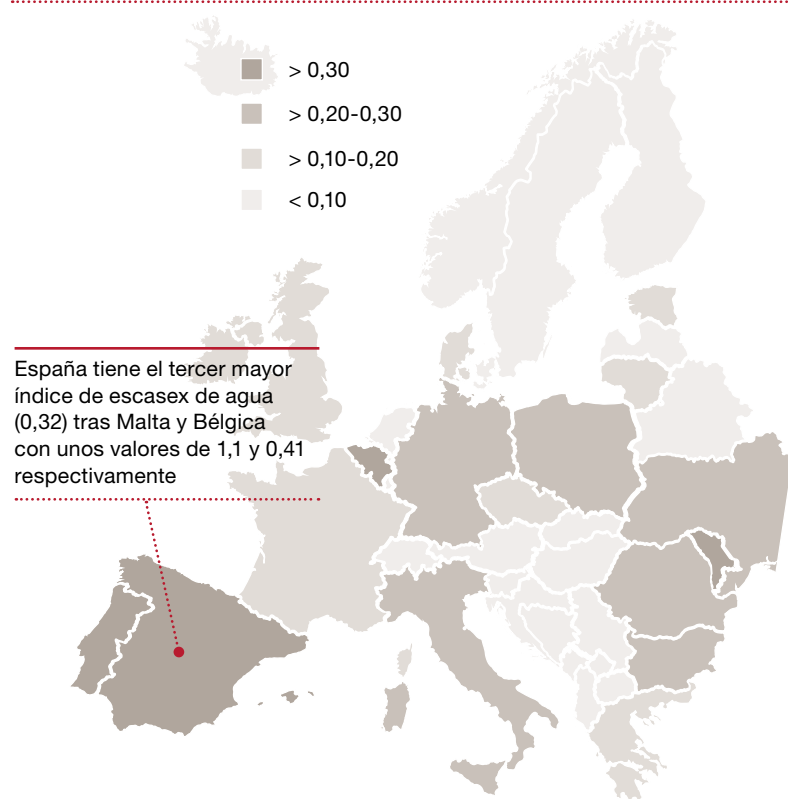 > 0,30
> 0,20-0,30
> 0,10-0,20
< 0,10
España tiene el tercer mayor
índice de escasex de agua
(0,32) tras Malta y Bélgica
con unos valores de 1,1 y 0,41
respectivamente